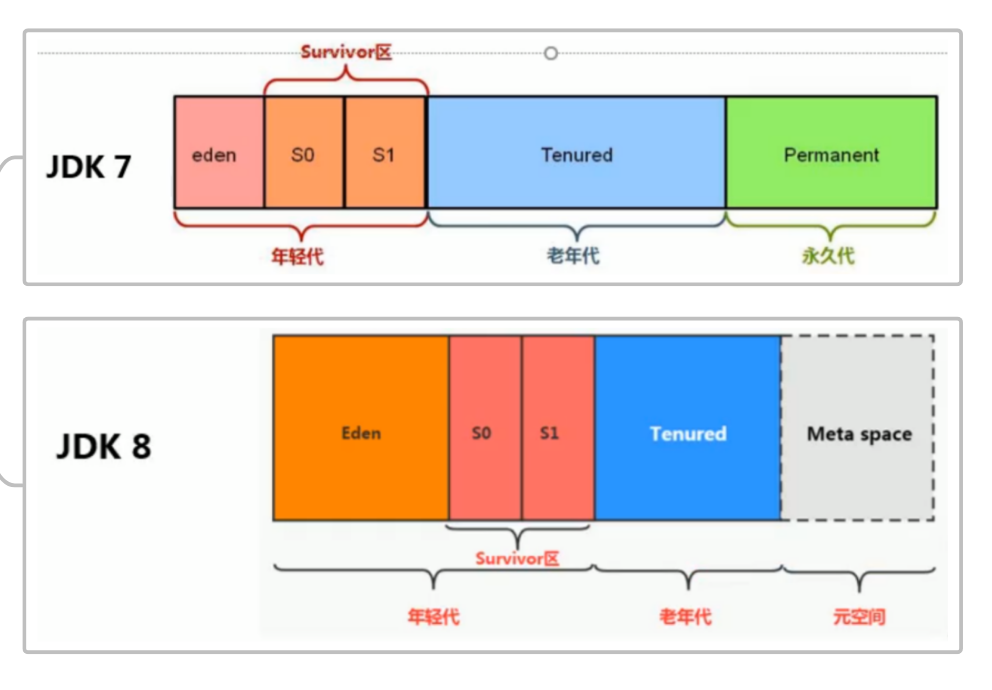 Survivor区
JDK 7
eden
S0
S1
Tenured
Permanent
年轻代
老年代
永久代
JDK 8
Eden
S0
S1
Tenured
Meta space
Survivor区
年轻代
老年代
元空间